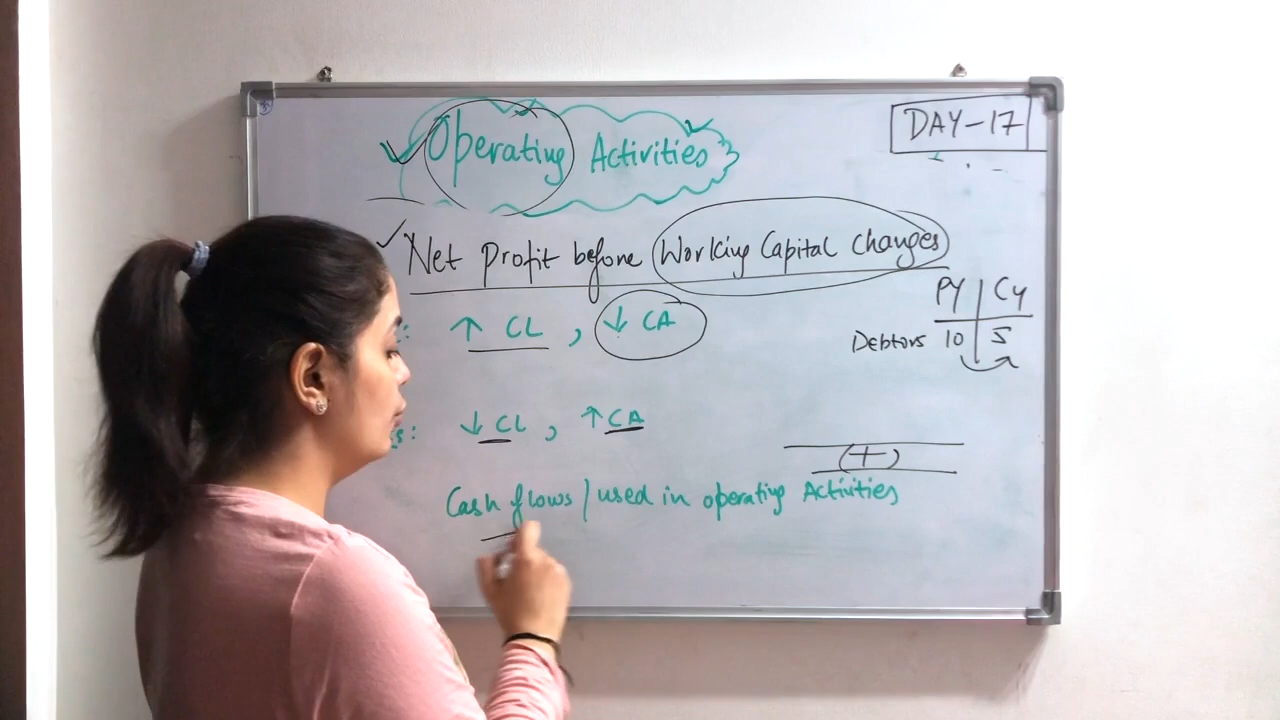 Operating Activities
DAY-17
Net Profit before Working Capital Changes
PY | Cy
Debtors 10 | 5
: ↑ CL , ↓ CA
s: ↓ CL , ↑ CA
(+)
Cash flows / used in operating Activities